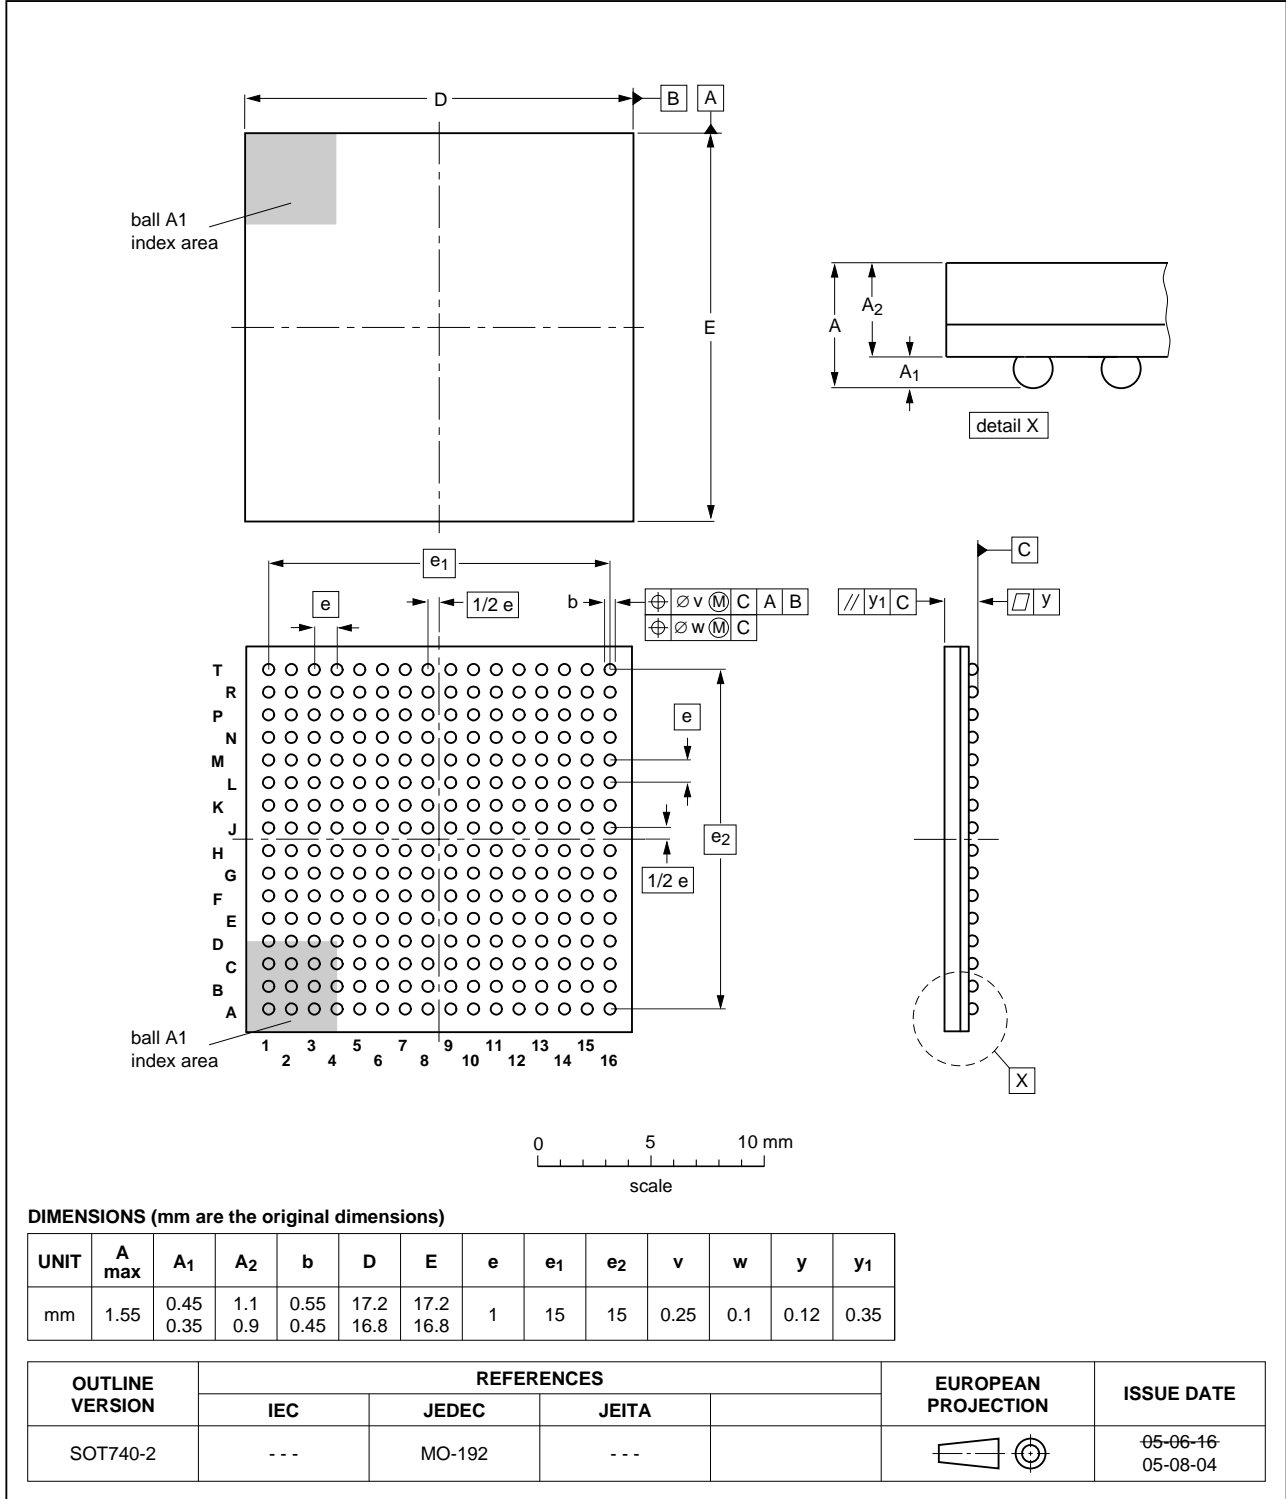 D
B
A
ball A1
index area
E
A
A2
A1
detail X
e1
e
1/2 e
b
⌖ ∅ v Ⓜ C A B
⌖ ∅ w Ⓜ C
// y1 C
C
▱ y
T
R
P
N
M
L
K
J
H
G
F
E
D
C
B
A
e
e2
1/2 e
ball A1
index area
1 3 5 7 9 11 13 15
2 4 6 8 10 12 14 16
X
0 5 10 mm
scale
DIMENSIONS (mm are the original dimensions)
UNIT A max A1 A2 b D E e e1 e2 v w y y1
mm 1.55 0.45 0.35 1.1 0.9 0.55 0.45 17.2 16.8 17.2 16.8 1 15 15 0.25 0.1 0.12 0.35
OUTLINE VERSION REFERENCES EUROPEAN PROJECTION ISSUE DATE
IEC JEDEC JEITA
SOT740-2 - - - MO-192 - - - 05-06-16
05-08-04